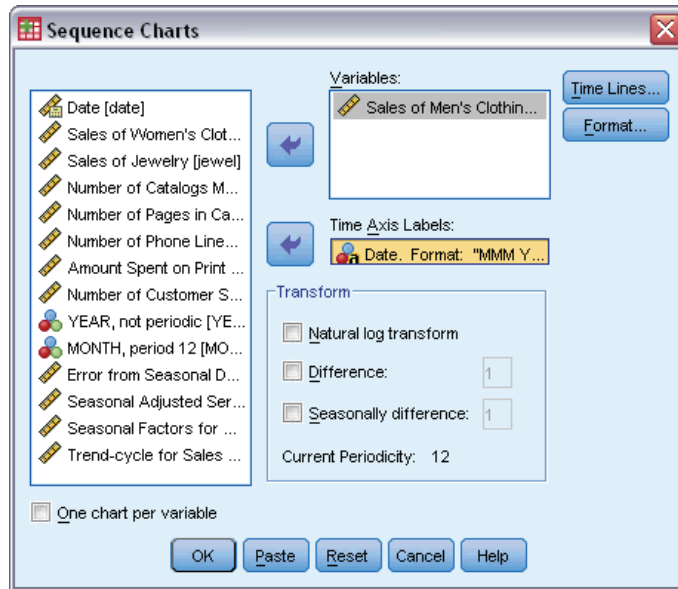 Sequence Charts
Date [date]
Sales of Women's Clot...
Sales of Jewelry [jewel]
Number of Catalogs M...
Number of Pages in Ca...
Number of Phone Line...
Amount Spent on Print ...
Number of Customer S...
YEAR, not periodic [YE...
MONTH, period 12 [MO...
Error from Seasonal D...
Seasonal Adjusted Ser...
Seasonal Factors for ...
Trend-cycle for Sales ...
Variables:
Sales of Men's Clothin...
Time Lines...
Format...
Time Axis Labels:
a Date. Format: "MMM Y...
Transform
Natural log transform
Difference: 1
Seasonally difference: 1
Current Periodicity: 12
One chart per variable
OK Paste Reset Cancel Help